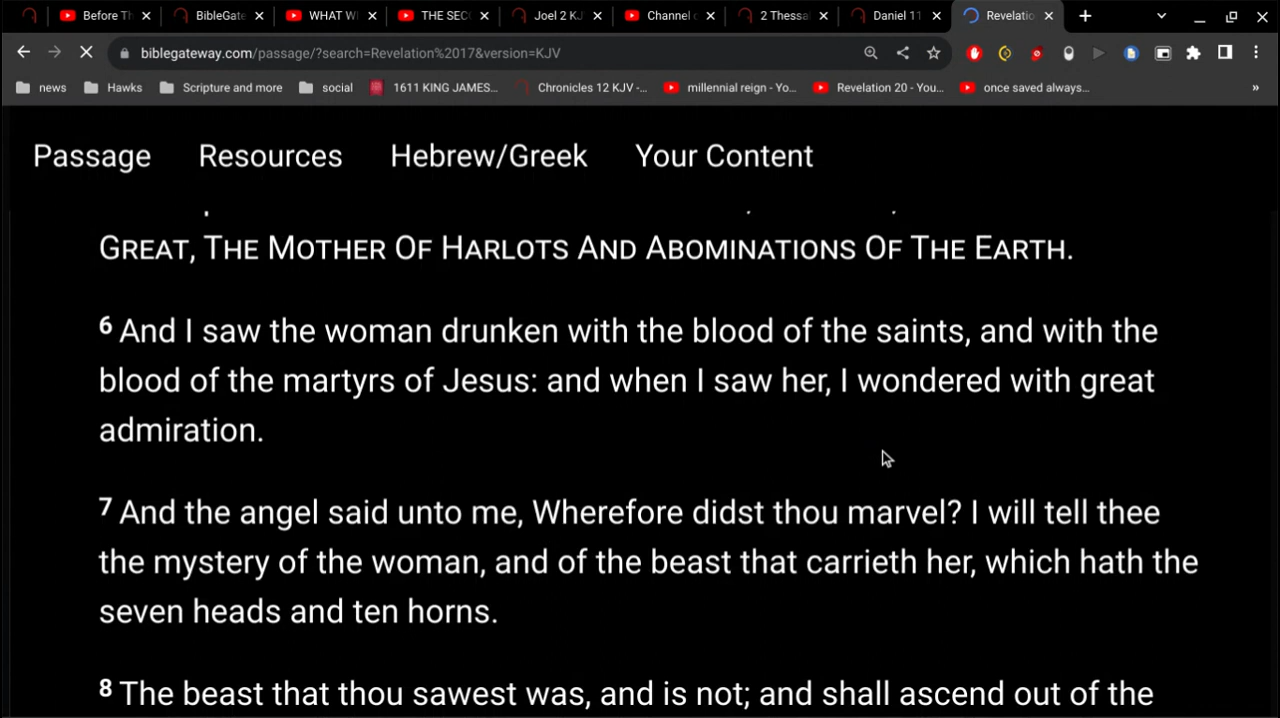 Before Th
BibleGate
WHAT W
THE SEC
Joel 2 KJ
Channel
2 Thessa
Daniel 11
Revelatio
biblegateway.com/passage/?search=Revelation%2017&version=KJV
news
Hawks
Scripture and more
social
1611 KING JAMES...
Chronicles 12 KJV -...
millennial reign - Yo...
Revelation 20 - You...
once saved always...
»
Passage
Resources
Hebrew/Greek
Your Content
GREAT, THE MOTHER OF HARLOTS AND ABOMINATIONS OF THE EARTH.
6 And I saw the woman drunken with the blood of the saints, and with the
blood of the martyrs of Jesus: and when I saw her, I wondered with great
admiration.
7 And the angel said unto me, Wherefore didst thou marvel? I will tell thee
the mystery of the woman, and of the beast that carrieth her, which hath the
seven heads and ten horns.
8 The beast that thou sawest was, and is not; and shall ascend out of the